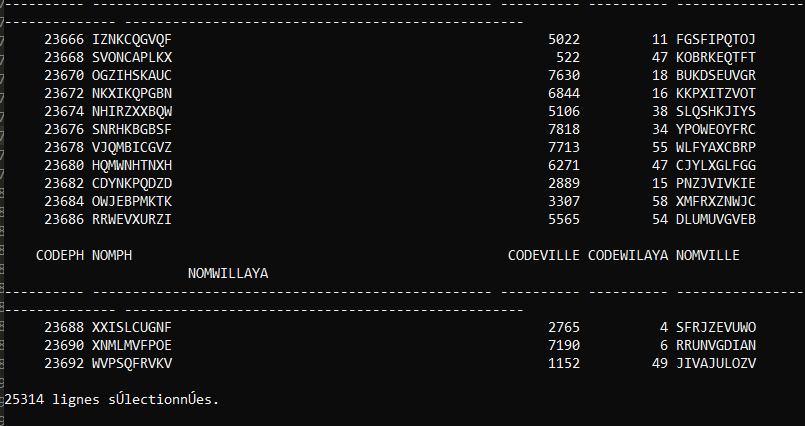 ---------- -------------------------------------------------- ---------- ---------- ----------------
-------------- --------------------------------------------------
23666 IZNKCQGVQF 5022 11 FGSFIPQTOJ
23668 SVONCAPLKX 522 47 KOBRKEQTFT
23670 OGZIHSKAUC 7630 18 BUKDSEUVGR
23672 NKXIKQPGBN 6844 16 KKPXITZVOT
23674 NHIRZXXBQW 5106 38 SLQSHKJIYS
23676 SNRHKBGBSF 7818 34 YPOWEOYFRC
23678 VJQMBICGVZ 7713 55 WLFYAXCBRP
23680 HQMWNHTNXH 6271 47 CJYLXGLFGG
23682 CDYNKPQDZD 2889 15 PNZJVIVKIE
23684 OWJEBPMKTK 3307 58 XMFRXZNWJC
23686 RRWEVXURZI 5565 54 DLUMUVGVEB
CODEPH NOMPH CODEVILLE CODEWILAYA NOMVILLE
NOMWILLAYA
---------- -------------------------------------------------- ---------- ---------- ----------------
-------------- --------------------------------------------------
23688 XXISLCUGNF 2765 4 SFRJZEVUWO
23690 XNMLMVFPOE 7190 6 RRUNVGDIAN
23692 WVPSQFRVKV 1152 49 JIVAJULOZV
25314 lignes sÚlectionnÚes.